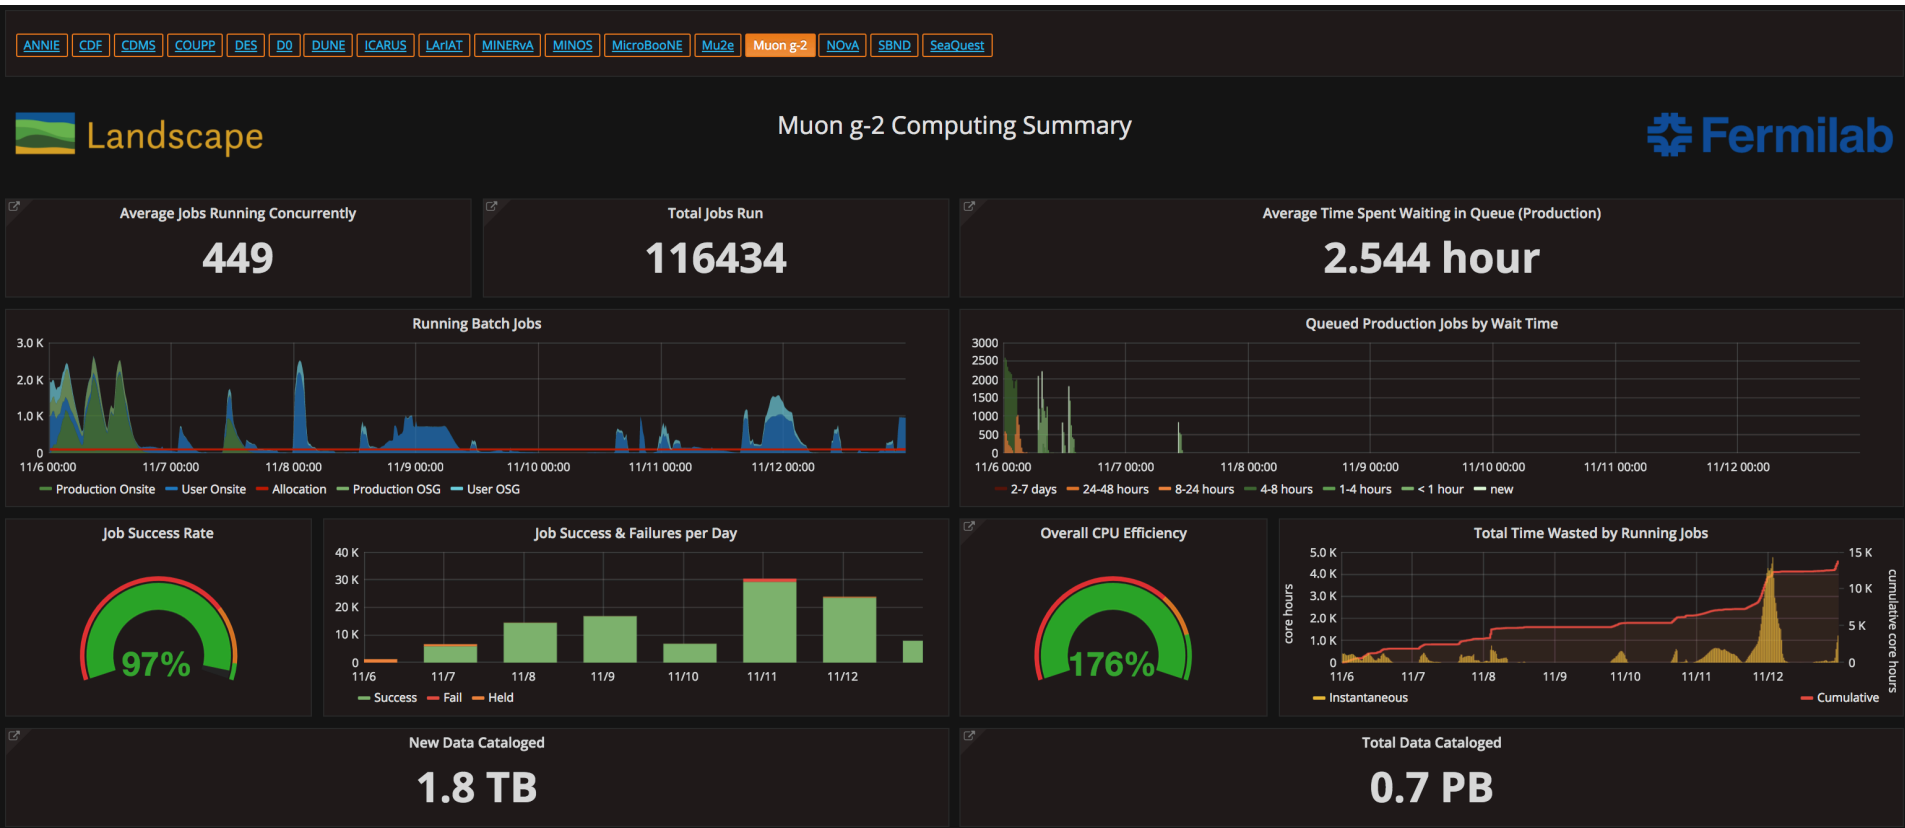 ANNIE CDF CDMS COUPP DES D0 DUNE ICARUS LArIAT MINERvA MINOS MicroBooNE Mu2e Muon g-2 NOvA SBND SeaQuest
Landscape
Muon g-2 Computing Summary
Fermilab
Average Jobs Running Concurrently
449
Total Jobs Run
116434
Average Time Spent Waiting in Queue (Production)
2.544 hour
Running Batch Jobs
3.0 K
2.0 K
1.0 K
0
11/6 00:00 11/7 00:00 11/8 00:00 11/9 00:00 11/10 00:00 11/11 00:00 11/12 00:00
Production Onsite User Onsite Allocation Production OSG User OSG
Queued Production Jobs by Wait Time
3000
2500
2000
1500
1000
500
0
11/6 00:00 11/7 00:00 11/8 00:00 11/9 00:00 11/10 00:00 11/11 00:00 11/12 00:00
2-7 days 24-48 hours 8-24 hours 4-8 hours 1-4 hours < 1 hour new
Job Success Rate
97%
Job Success & Failures per Day
40 K
30 K
20 K
10 K
0
11/6 11/7 11/8 11/9 11/10 11/11 11/12
Success Fail Held
Overall CPU Efficiency
176%
Total Time Wasted by Running Jobs
core hours
5.0 K
4.0 K
3.0 K
2.0 K
1.0 K
0
15 K
10 K
5 K
0
cumulative core hours
11/6 11/7 11/8 11/9 11/10 11/11 11/12
Instantaneous Cumulative
New Data Cataloged
1.8 TB
Total Data Cataloged
0.7 PB